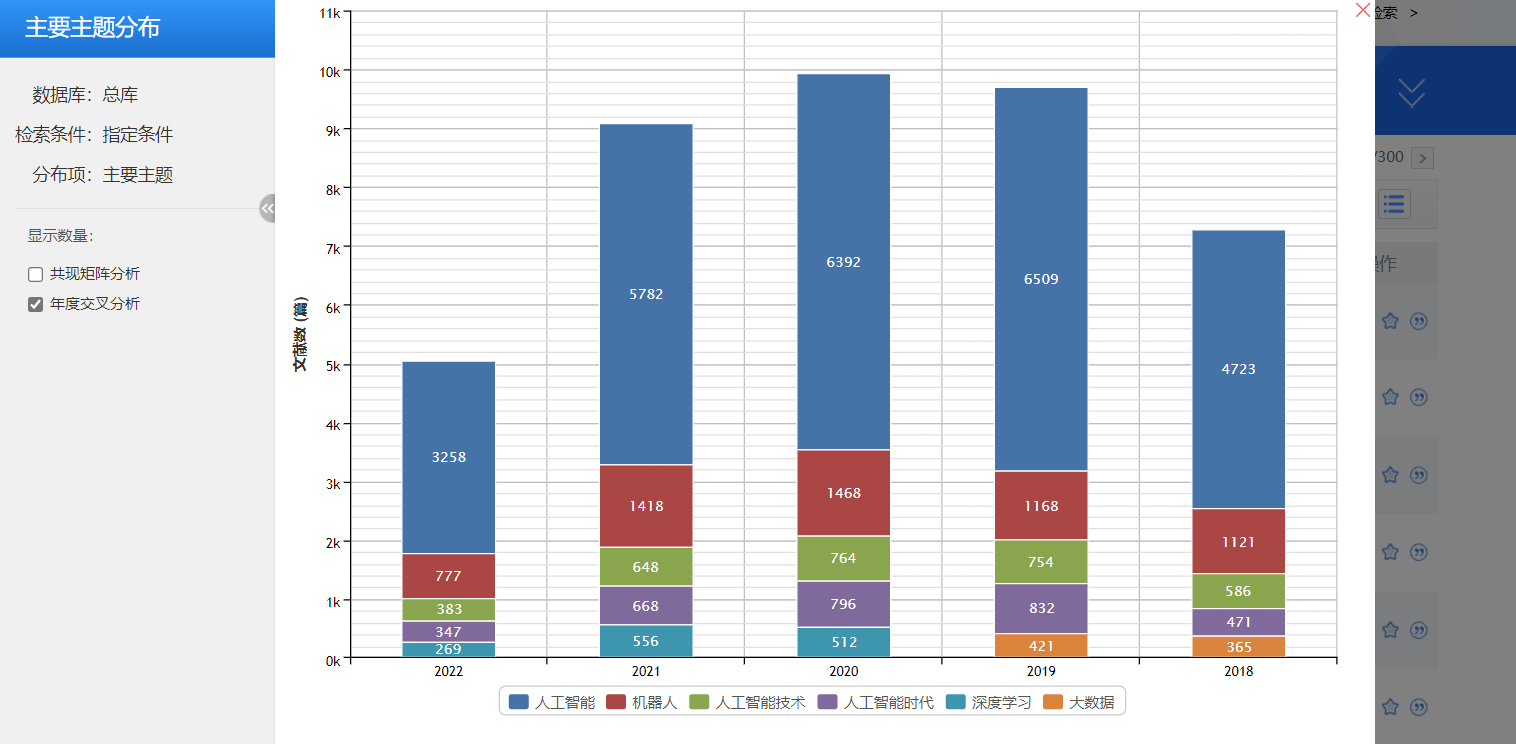 主要主题分布
数据库：总库
检索条件：指定条件
分布项：主要主题
显示数量：
共现矩阵分析
年度交叉分析
文献数（篇）
11k
10k
9k
8k
7k
6k
5k
4k
3k
2k
1k
0k
3258
777
383
347
269
5782
1418
648
668
556
6392
1468
764
796
512
6509
1168
754
832
421
4723
1121
586
471
365
2022 2021 2020 2019 2018
人工智能 机器人 人工智能技术 人工智能时代 深度学习 大数据
检索 >
/300
操作